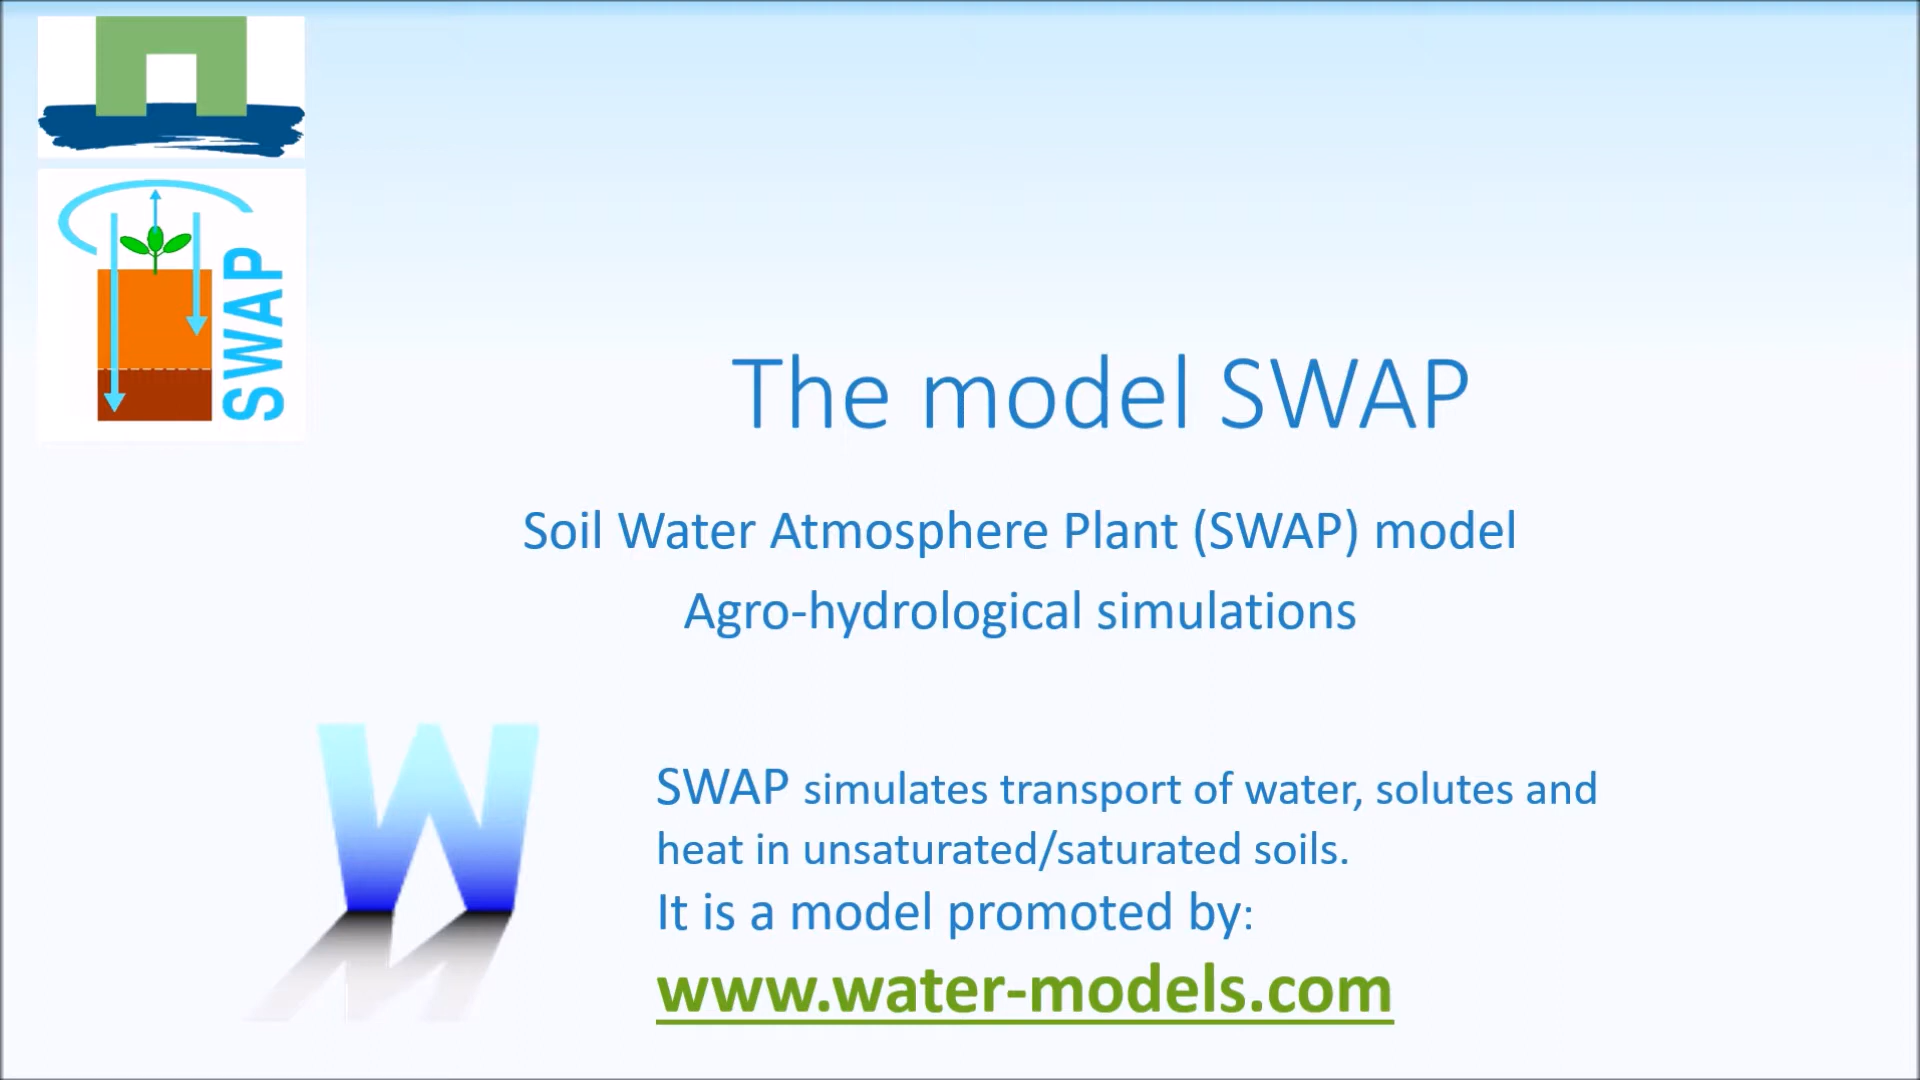 SWAP
The model SWAP
Soil Water Atmosphere Plant (SWAP) model
Agro-hydrological simulations
W
SWAP simulates transport of water, solutes and
heat in unsaturated/saturated soils.
It is a model promoted by:
www.water-models.com